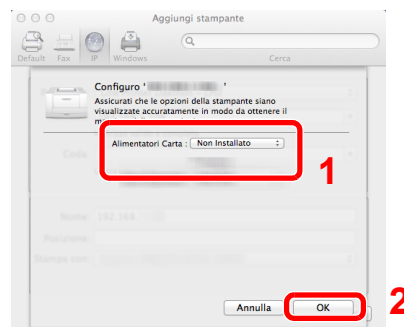 Aggiungi stampante
Default Fax IP Windows Cerca
Configuro '
Assicurati che le opzioni della stampante siano
visualizzate accuratamente in modo da ottenere il
Alimentatori Carta : Non Installato
1
Coda:
Nome: 192.168
Posizione:
Stampa con:
Annulla OK
2